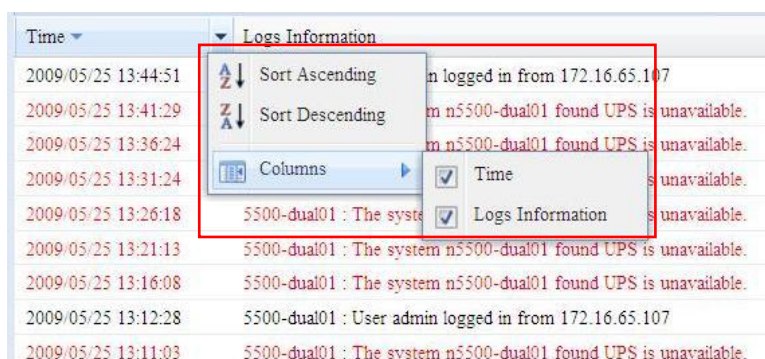 Time Logs Information
2009/05/25 13:44:51 Sort Ascending n logged in from 172.16.65.107
2009/05/25 13:41:29 Sort Descending m n5500-dual01 found UPS is unavailable.
2009/05/25 13:36:24 m n5500-dual01 found UPS is unavailable.
2009/05/25 13:31:24 Columns Time s unavailable.
2009/05/25 13:26:18 5500-dual01 : The syste Logs Information s unavailable.
2009/05/25 13:21:13 5500-dual01 : The system n5500-dual01 found UPS is unavailable.
2009/05/25 13:16:08 5500-dual01 : The system n5500-dual01 found UPS is unavailable.
2009/05/25 13:12:28 5500-dual01 : User admin logged in from 172.16.65.107
2009/05/25 13:11:03 5500-dual01 : The system n5500-dual01 found UPS is unavailable.